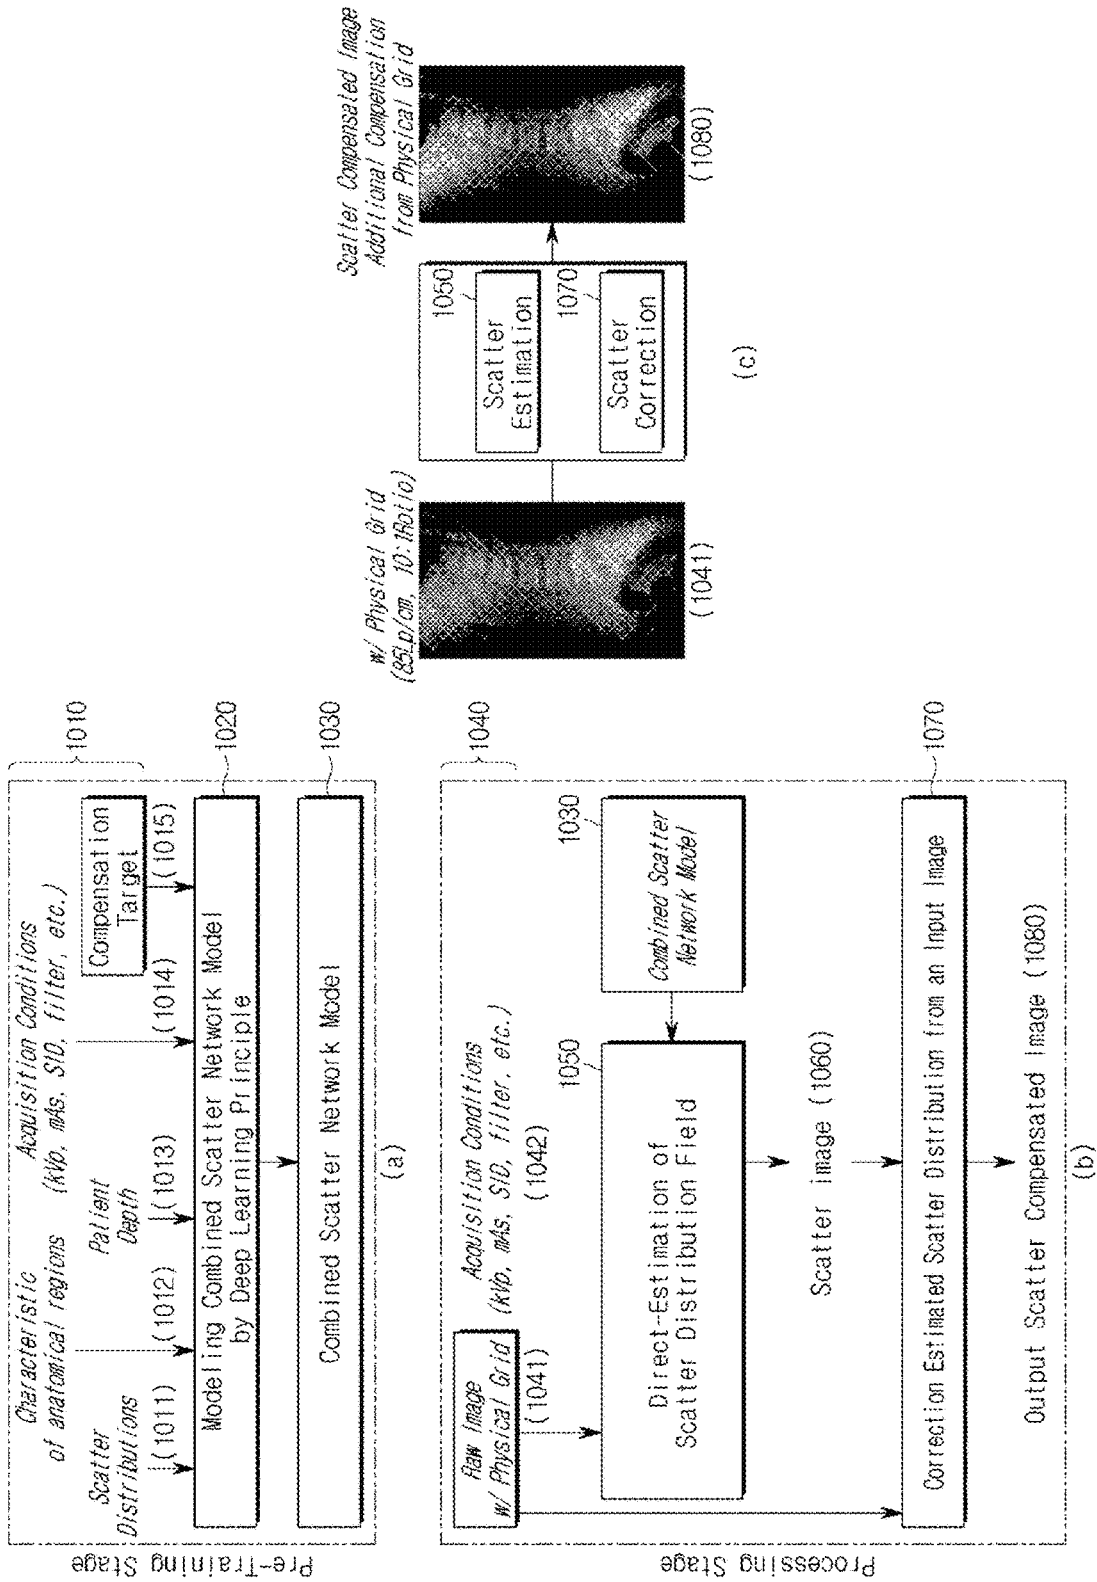 Pre-Training Stage
Characteristic
of anatomical regions
Acquisition Conditions
(kVp, mAs, SID, filter, etc.)
1010
Scatter
Distributions
Patient
Depth
Compensation
Target
(1011)
(1012)
(1013)
(1014)
(1015)
Modeling Combined Scatter Network Model
by Deep Learning Principle
1020
Combined Scatter Network Model
1030
(a)
Processing Stage
Raw Image
w/ Physical Grid
Acquisition Conditions
(kVp, mAs, SID, filter, etc.)
(1042)
1040
(1041)
1050
1030
Direct-Estimation of
Scatter Distribution Field
Combined Scatter
Network Model
Scatter image (1060)
Correction Estimated Scatter Distribution from an Input Image
1070
Output Scatter Compensated Image (1080)
(b)
w/ Physical Grid
(85Lp/cm, 10:1Rotio)
(1041)
1050
Scatter
Estimation
1070
Scatter
Correction
Scatter Compensated Image
Additional Compensation
from Physical Grid
(1080)
(c)